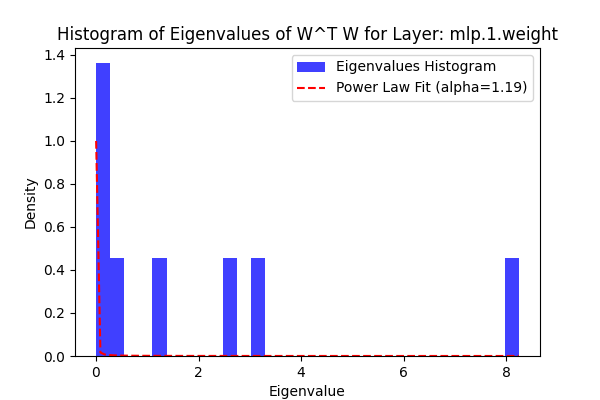 Histogram of Eigenvalues of W^T W for Layer: mlp.1.weight
Eigenvalues Histogram
Power Law Fit (alpha=1.19)
1.4
1.2
1.0
0.8
0.6
0.4
0.2
0.0
Density
0
2
4
6
8
Eigenvalue